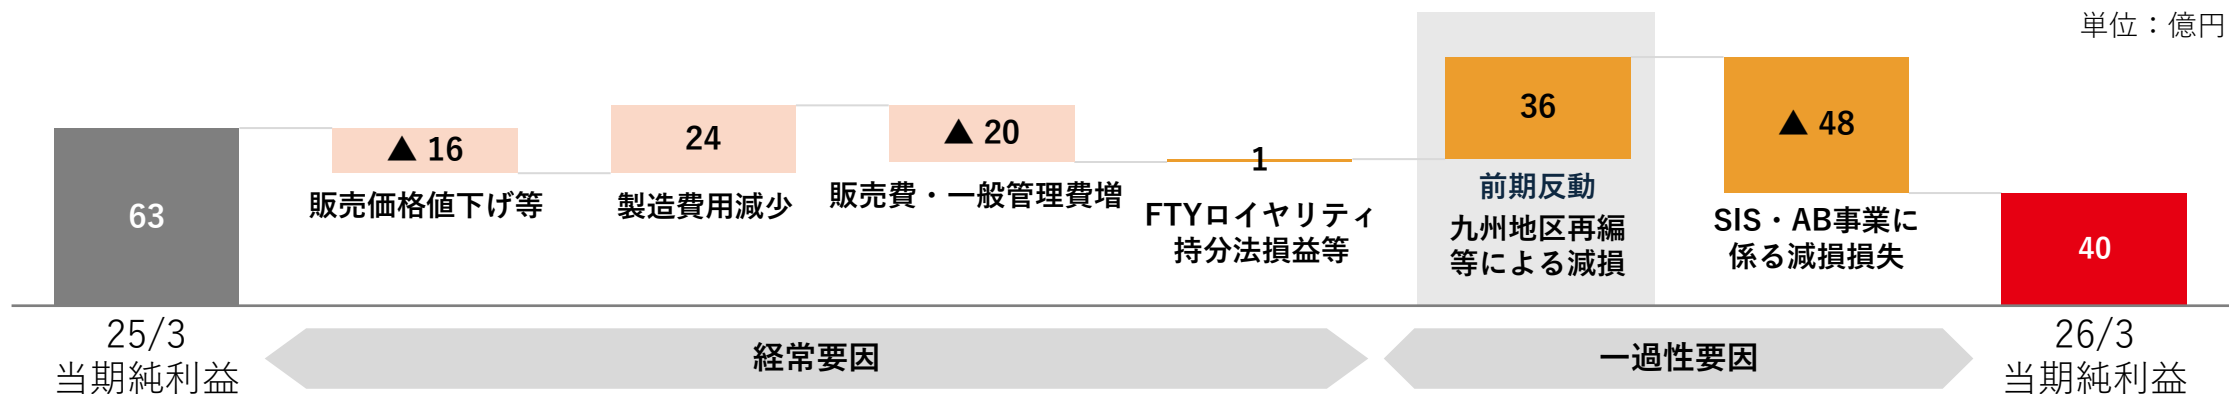 単位：億円
63
▲ 16
販売価格値下げ等
24
製造費用減少
▲ 20
販売費・一般管理費増
1
FTYロイヤリティ
持分法損益等
36
前期反動
九州地区再編
等による減損
▲ 48
SIS・AB事業に
係る減損損失
40
25/3
当期純利益
経常要因
一過性要因
26/3
当期純利益